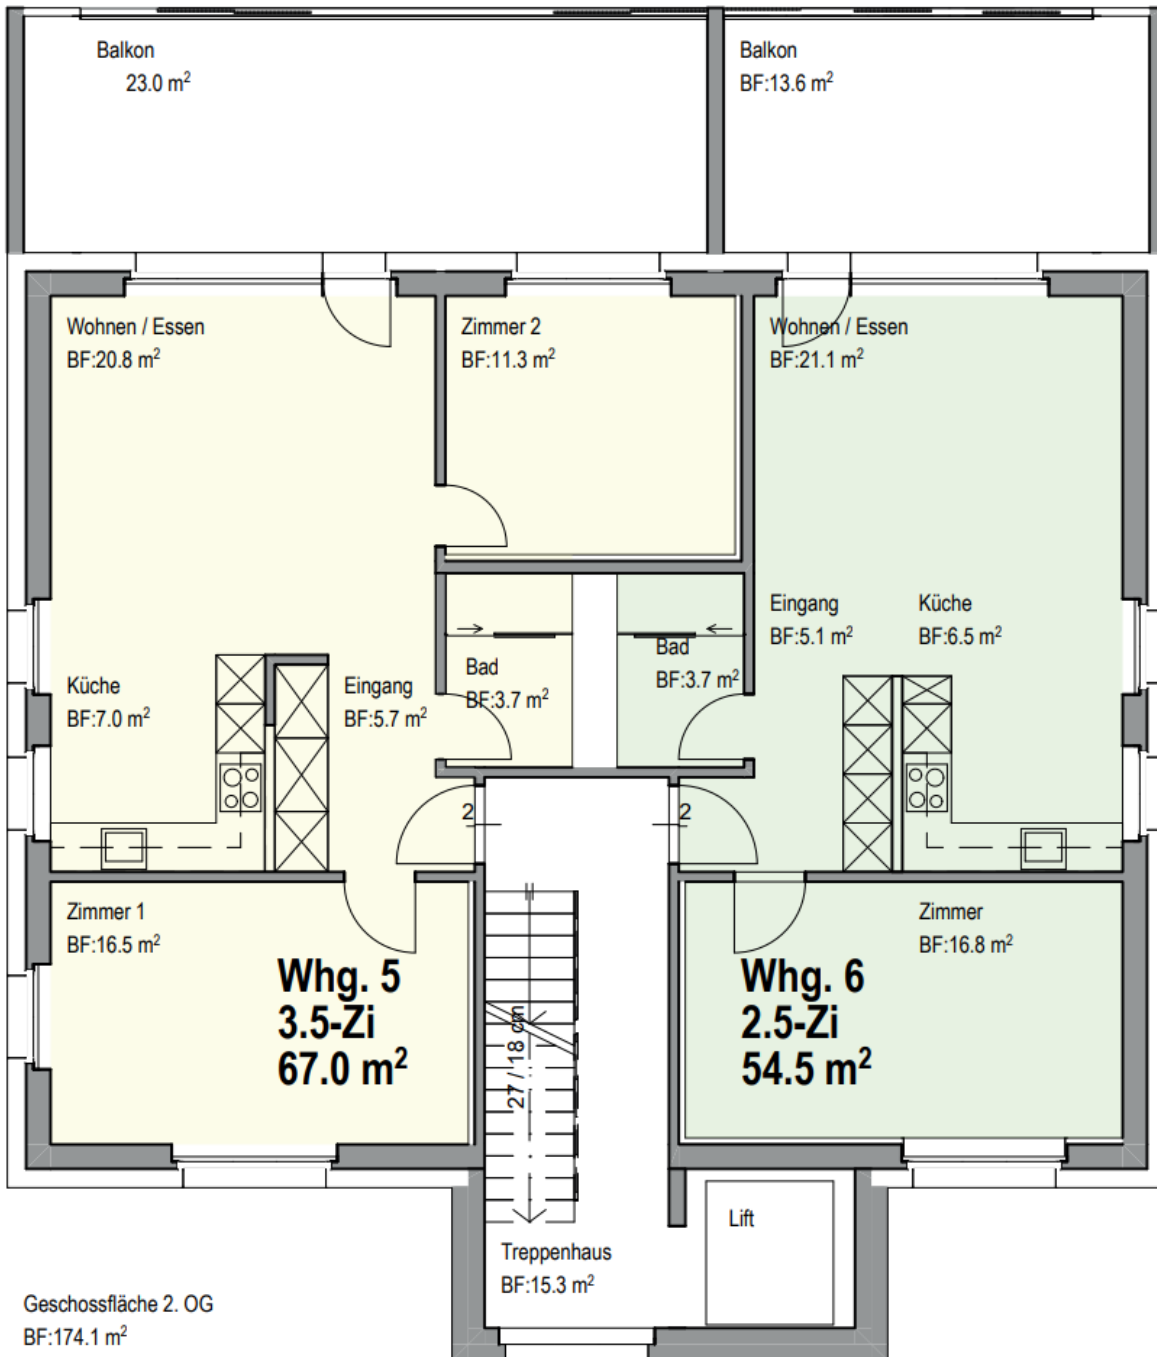 Balkon
23.0 m²
Balkon
BF:13.6 m²
Wohnen / Essen
BF:20.8 m²
Zimmer 2
BF:11.3 m²
Wohnen / Essen
BF:21.1 m²
Eingang
BF:5.1 m²
Küche
BF:6.5 m²
Bad
BF:3.7 m²
Bad
BF:3.7 m²
Küche
BF:7.0 m²
Eingang
BF:5.7 m²
2
2
Zimmer 1
BF:16.5 m²
Zimmer
BF:16.8 m²
Whg. 5
3.5-Zi
67.0 m²
Whg. 6
2.5-Zi
54.5 m²
27 / 18 cm
Lift
Treppenhaus
BF:15.3 m²
Geschossfläche 2. OG
BF:174.1 m²